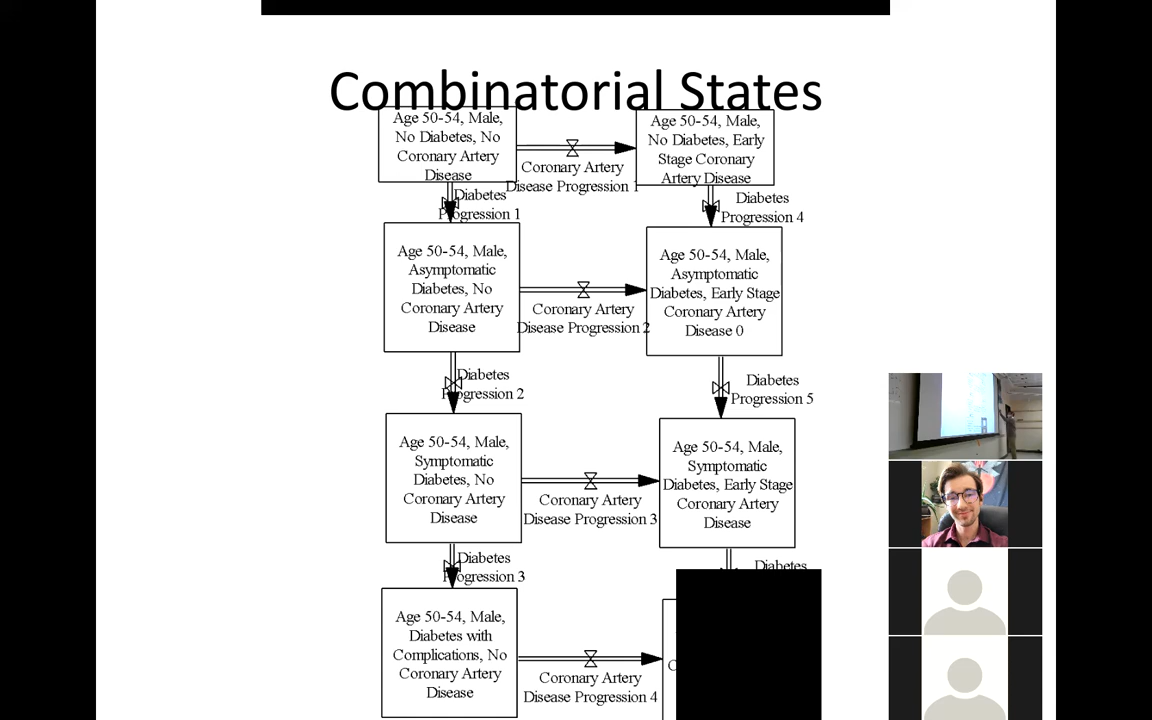 Combinatorial States
Age 50-54, Male,
No Diabetes, No
Coronary Artery
Disease
Coronary Artery
Disease Progression 1
Age 50-54, Male,
No Diabetes, Early
Stage Coronary
Artery Disease
Diabetes
Progression 1
Diabetes
Progression 4
Age 50-54, Male,
Asymptomatic
Diabetes, No
Coronary Artery
Disease
Coronary Artery
Disease Progression 2
Age 50-54, Male,
Asymptomatic
Diabetes, Early Stage
Coronary Artery
Disease 0
Diabetes
Progression 2
Diabetes
Progression 5
Age 50-54, Male,
Symptomatic
Diabetes, No
Coronary Artery
Disease
Coronary Artery
Disease Progression 3
Age 50-54, Male,
Symptomatic
Diabetes, Early Stage
Coronary Artery
Disease
Diabetes
Progression 3
Diabetes
Age 50-54, Male,
Diabetes with
Complications, No
Coronary Artery
Disease
Coronary Artery
Disease Progression 4